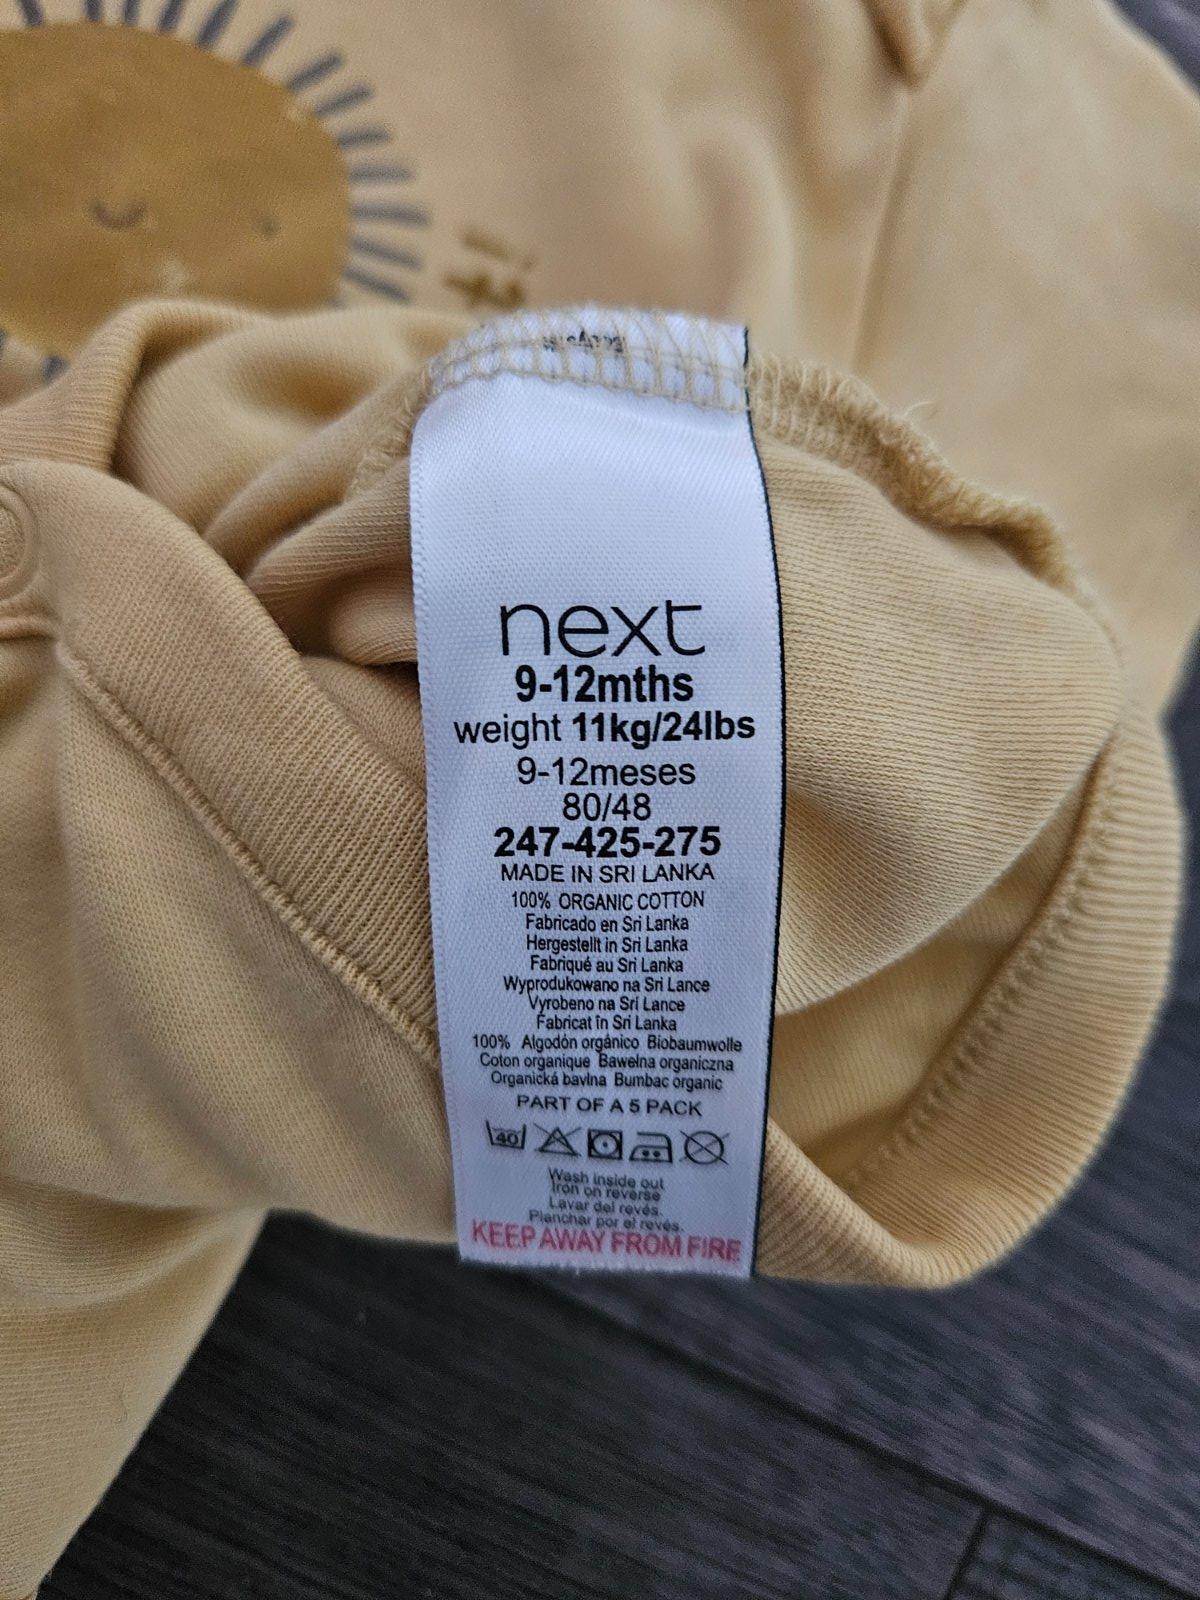 next
9-12mths
weight 11kg/24lbs
9-12meses
80/48
247-425-275
MADE IN SRI LANKA
100% ORGANIC COTTON
Fabricado en Sri Lanka
Hergestellt in Sri Lanka
Fabriqué au Sri Lanka
Wyprodukowano na Sri Lance
Vyrobeno na Srí Lance
Fabricat în Sri Lanka
100% Algodón orgánico Biobaumwolle
Coton organique Bawełna organiczna
Organická bavlna Bumbac organic
PART OF A 5 PACK
40
Wash inside out
Iron on reverse
Lavar del revés.
Planchar por el revés.
KEEP AWAY FROM FIRE